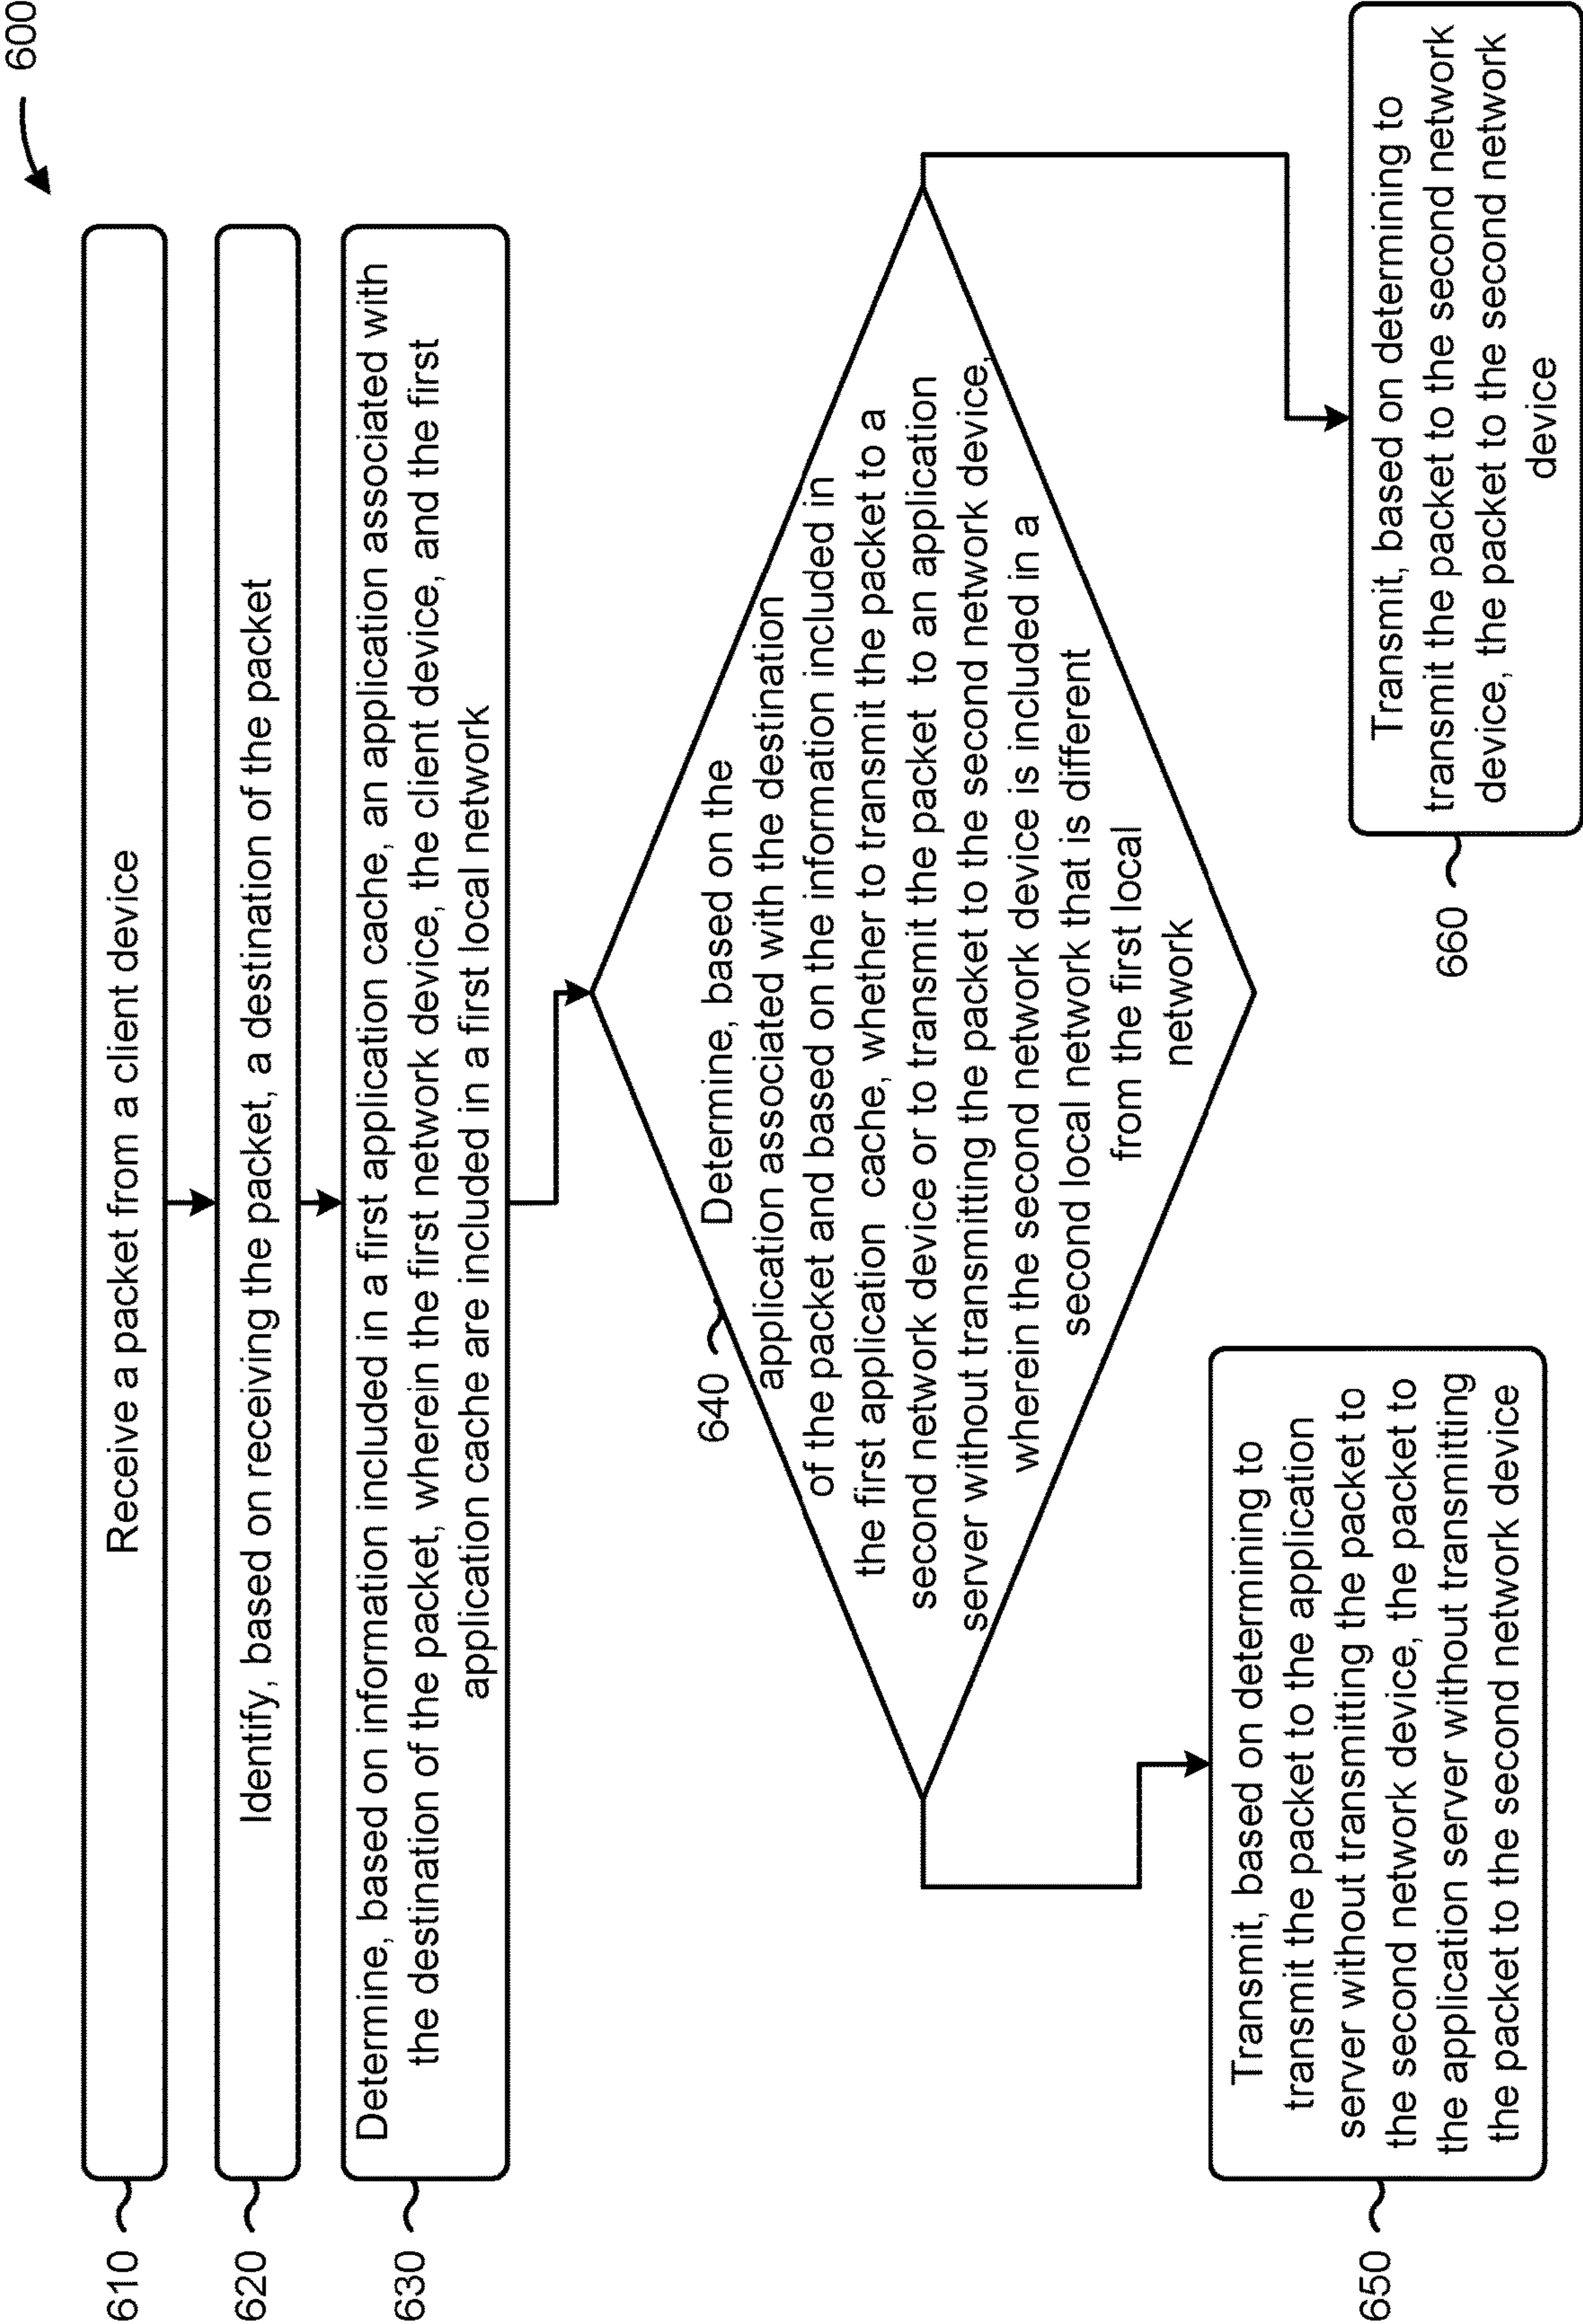 600
610
Receive a packet from a client device
620
Identify, based on receiving the packet, a destination of the packet
630
Determine, based on information included in a first application cache, an application associated with
the destination of the packet, wherein the first network device, the client device, and the first
application cache are included in a first local network
640
Determine, based on the
application associated with the destination
of the packet and based on the information included in
the first application cache, whether to transmit the packet to a
second network device or to transmit the packet to an application
server without transmitting the packet to the second network device,
wherein the second network device is included in a
second local network that is different
from the first local
network
650
Transmit, based on determining to
transmit the packet to the application
server without transmitting the packet to
the second network device, the packet to
the application server without transmitting
the packet to the second network device
660
Transmit, based on determining to
transmit the packet to the second network
device, the packet to the second network
device